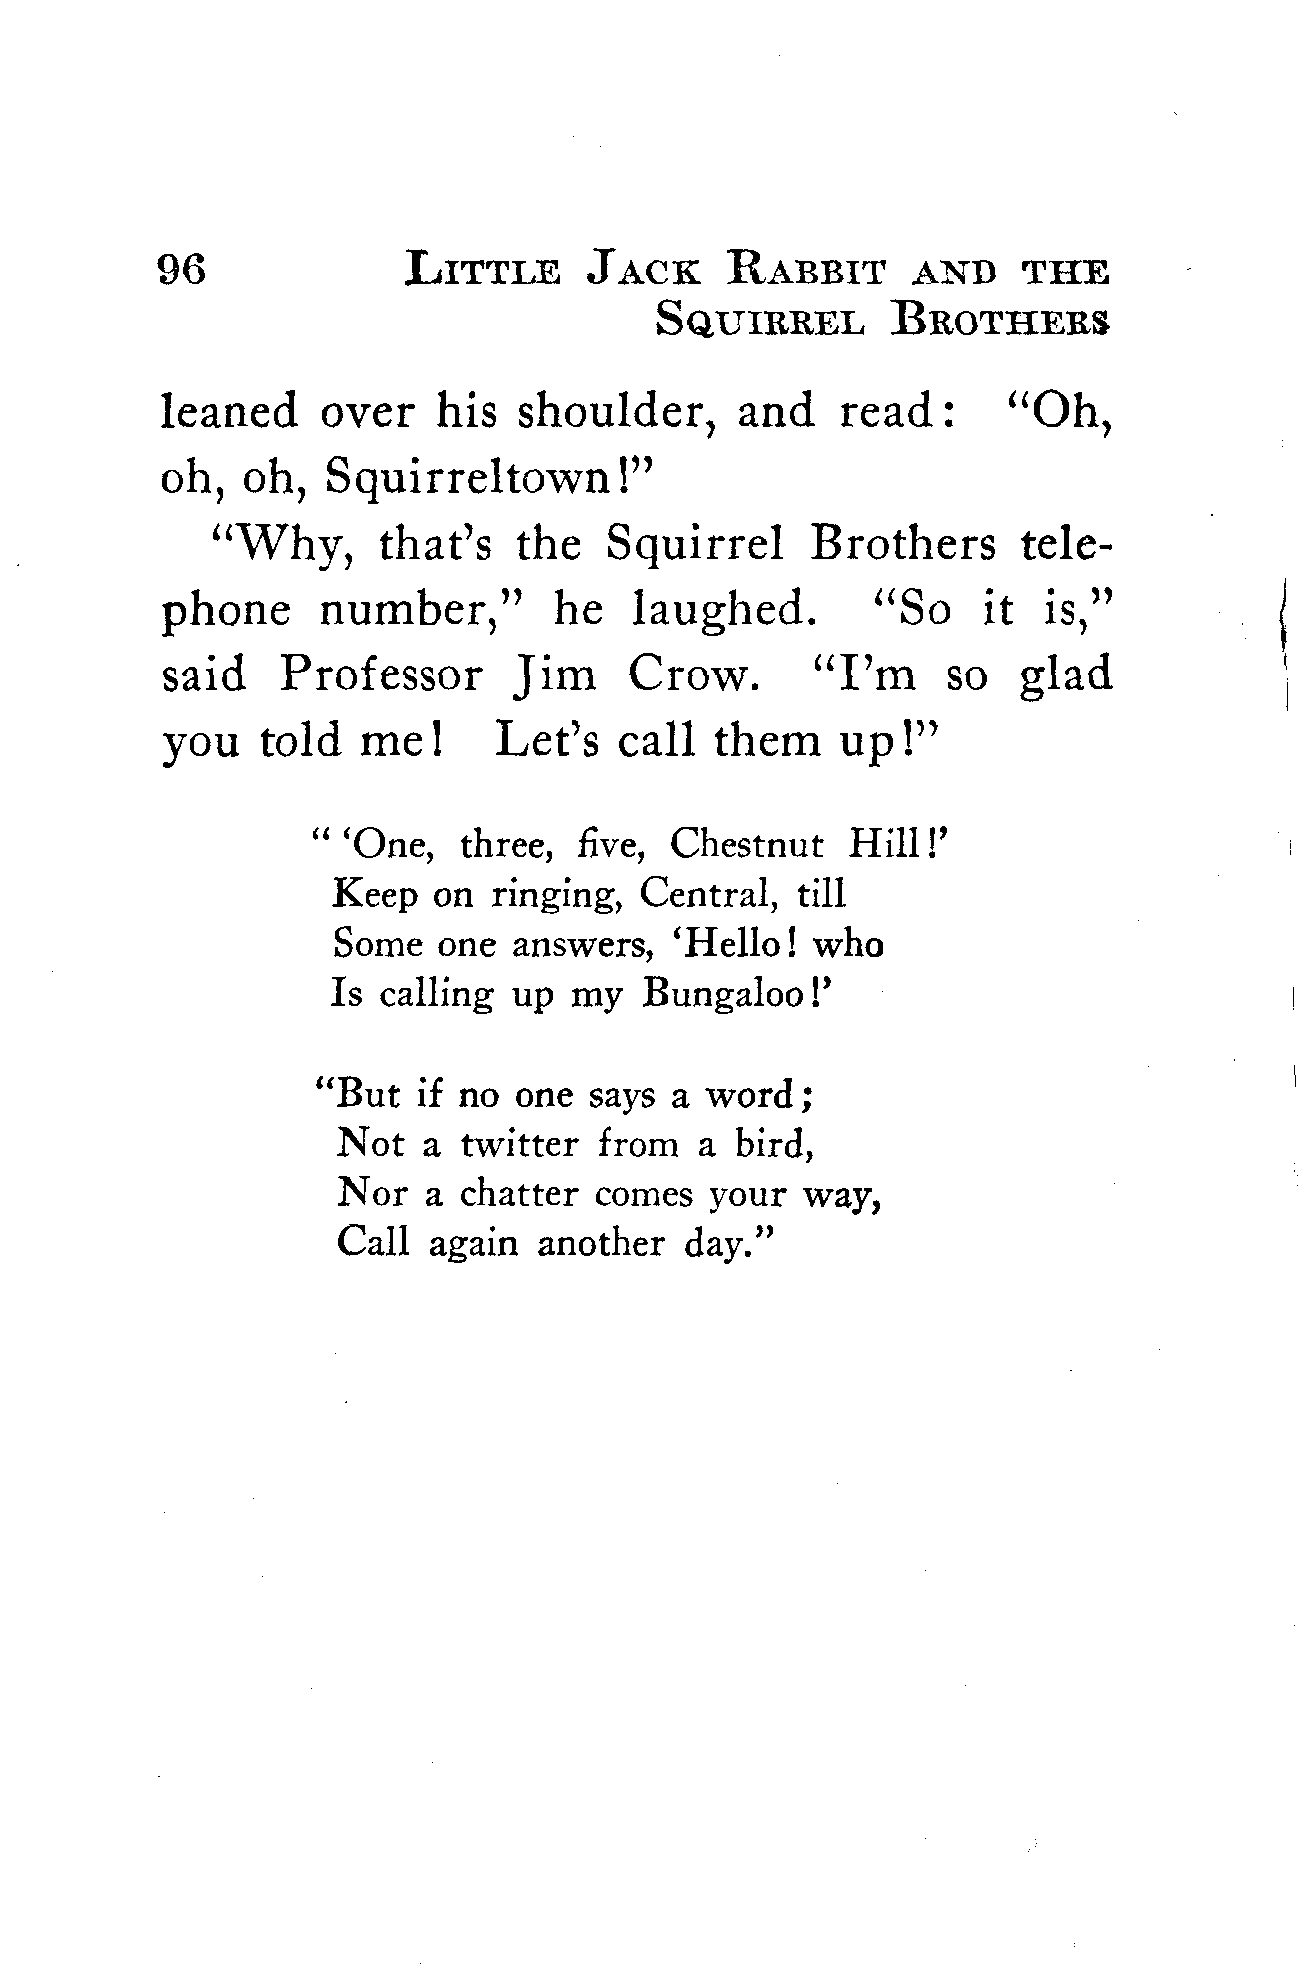 96 LITTLE JACK RABBIT AND THE
SQUIRREL BROTHERS
leaned over his shoulder, and read: "Oh,
oh, oh, Squirreltown!"
"Why, that's the Squirrel Brothers tele-
phone number," he laughed. "So it is,"
said Professor Jim Crow. "I'm so glad
you told me! Let's call them up!"
" 'One, three, five, Chestnut Hill!'
Keep on ringing, Central, till
Some one answers, 'Hello! who
Is calling up my Bungaloo!'
"But if no one says a word;
Not a twitter from a bird,
Nor a chatter comes your way,
Call again another day."